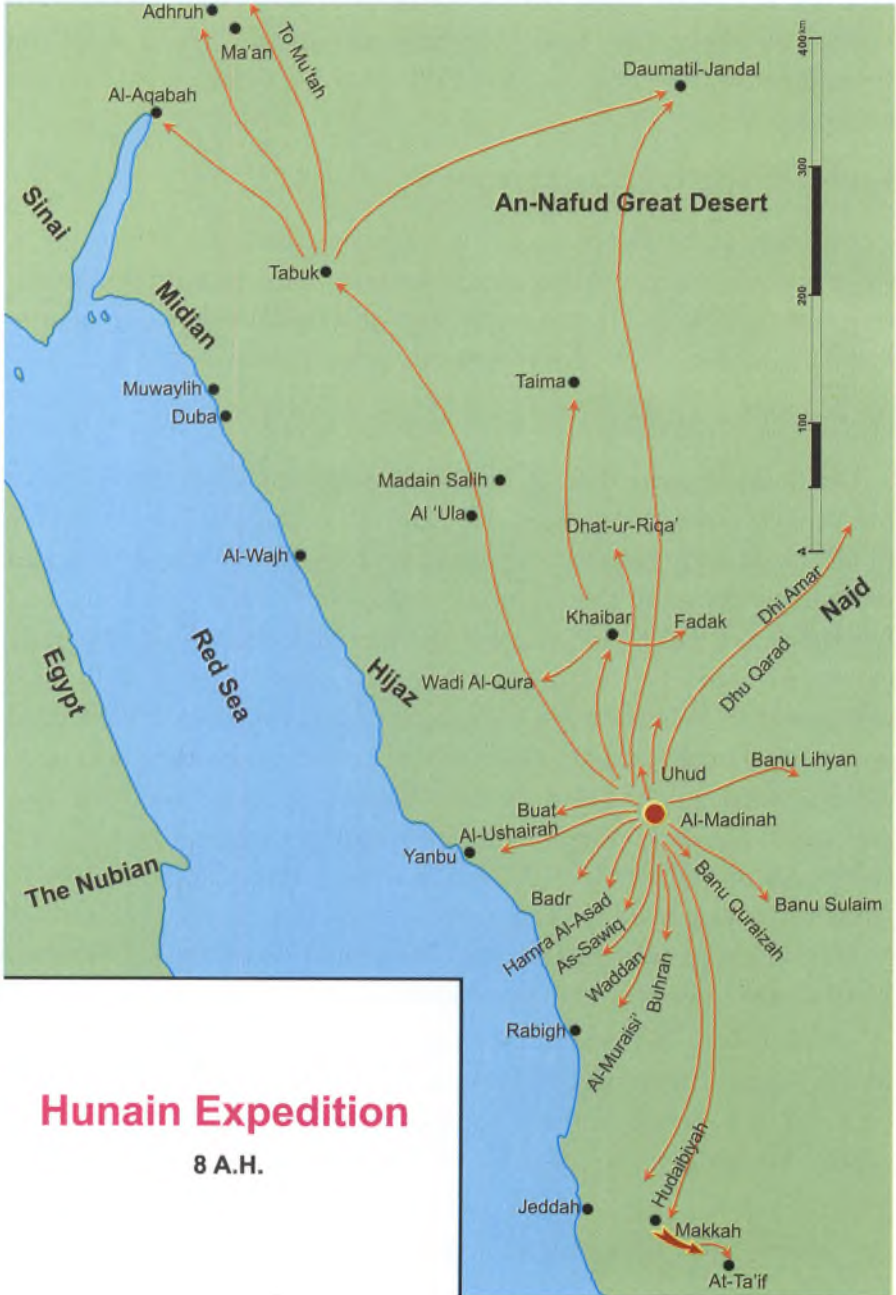 Adhruh
Ma'an
To Mu'tah
400 km
Daumatil-Jandal
Al-Aqabah
300
Sinai
An-Nafud Great Desert
Tabuk
200
Midian
Muwaylih
Taima
Duba
100
Madain Salih
Al 'Ula
Dhat-ur-Riqa'
Al-Wajh
Dhi Amar
Najd
Khaibar
Fadak
Egypt
Red Sea
Hijaz
Wadi Al-Qura
Dhu Qarad
Uhud
Banu Lihyan
Buat
Al-Madinah
Al-Ushairah
Yanbu
The Nubian
Badr
Banu Quraizah
Banu Sulaim
Hamra Al-Asad
As-Sawiq
Waddan
Buhran
Rabigh
Al-Muraisi'
Hunain Expedition
8 A.H.
Hudaibiyah
Jeddah
Makkah
At-Ta'if